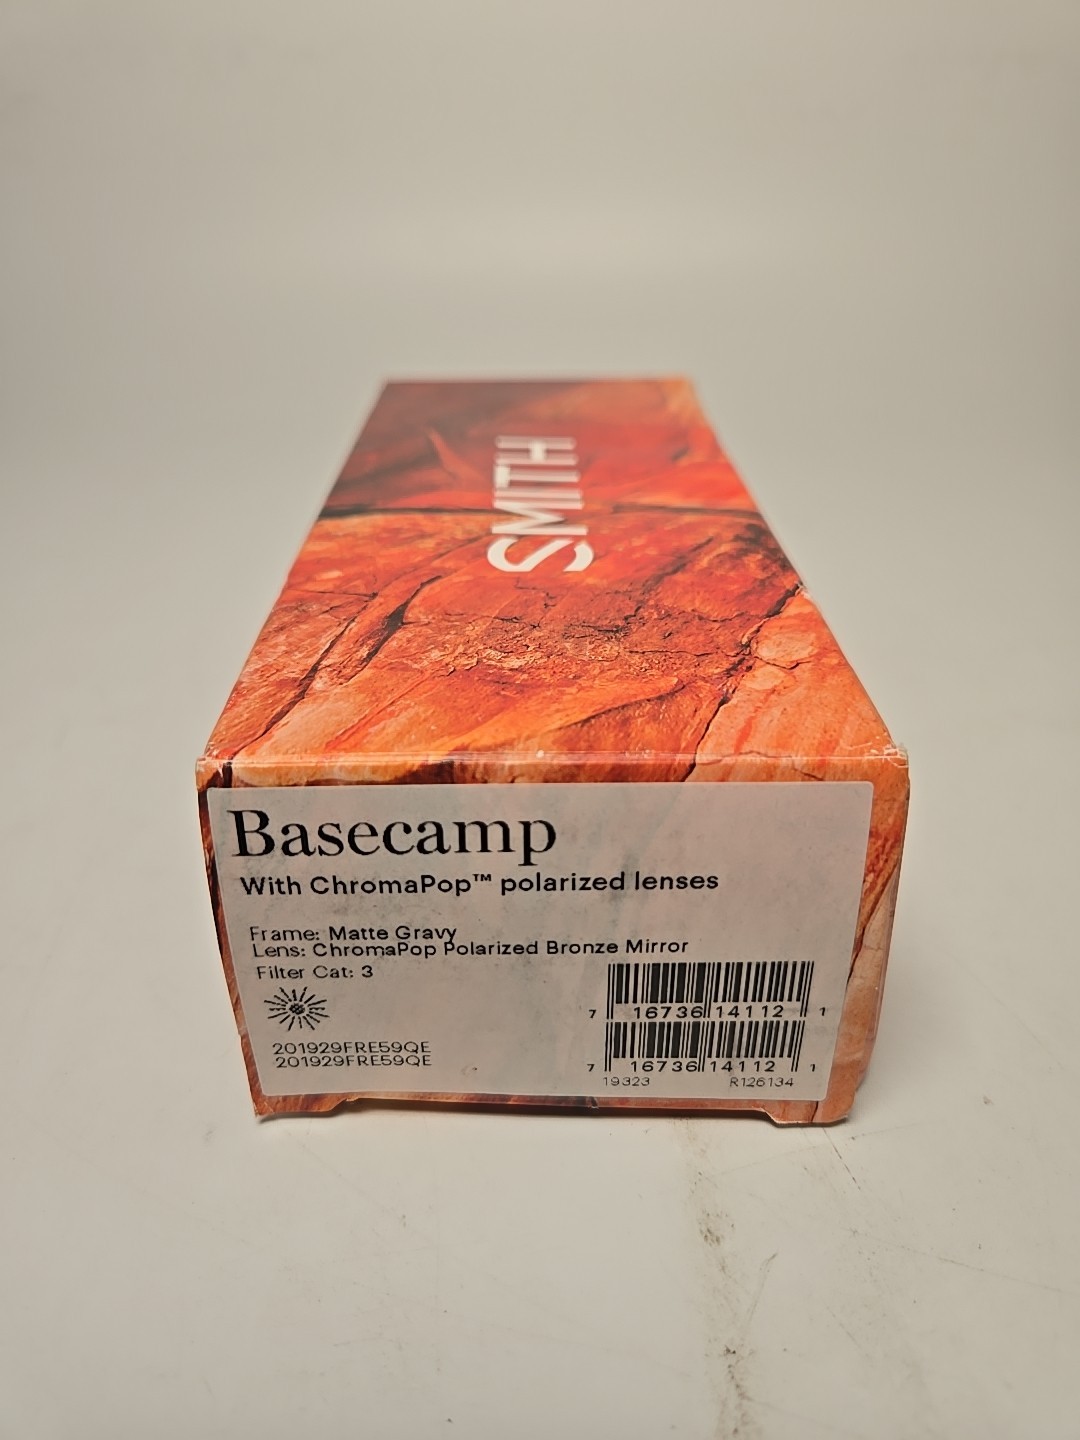 SMITH
Basecamp
With ChromaPop™ polarized lenses
Frame: Matte Gravy
Lens: ChromaPop Polarized Bronze Mirror
Filter Cat: 3
201929FRE59QE
201929FRE59QE
7 16736 14112 1
7 16736 14112 1
19323 R126134